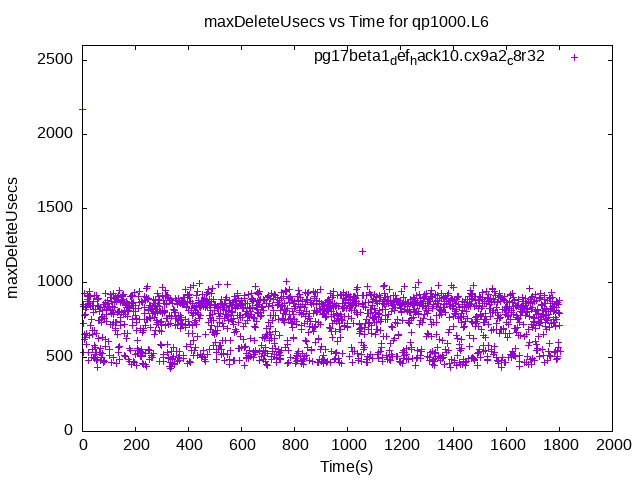 maxDeleteUsecs vs Time for qp1000.L6
pg17beta1_def_hack10.cx9a2_c8r32
2500
2000
1500
1000
500
0
maxDeleteUsecs
0 200 400 600 800 1000 1200 1400 1600 1800 2000
Time(s)